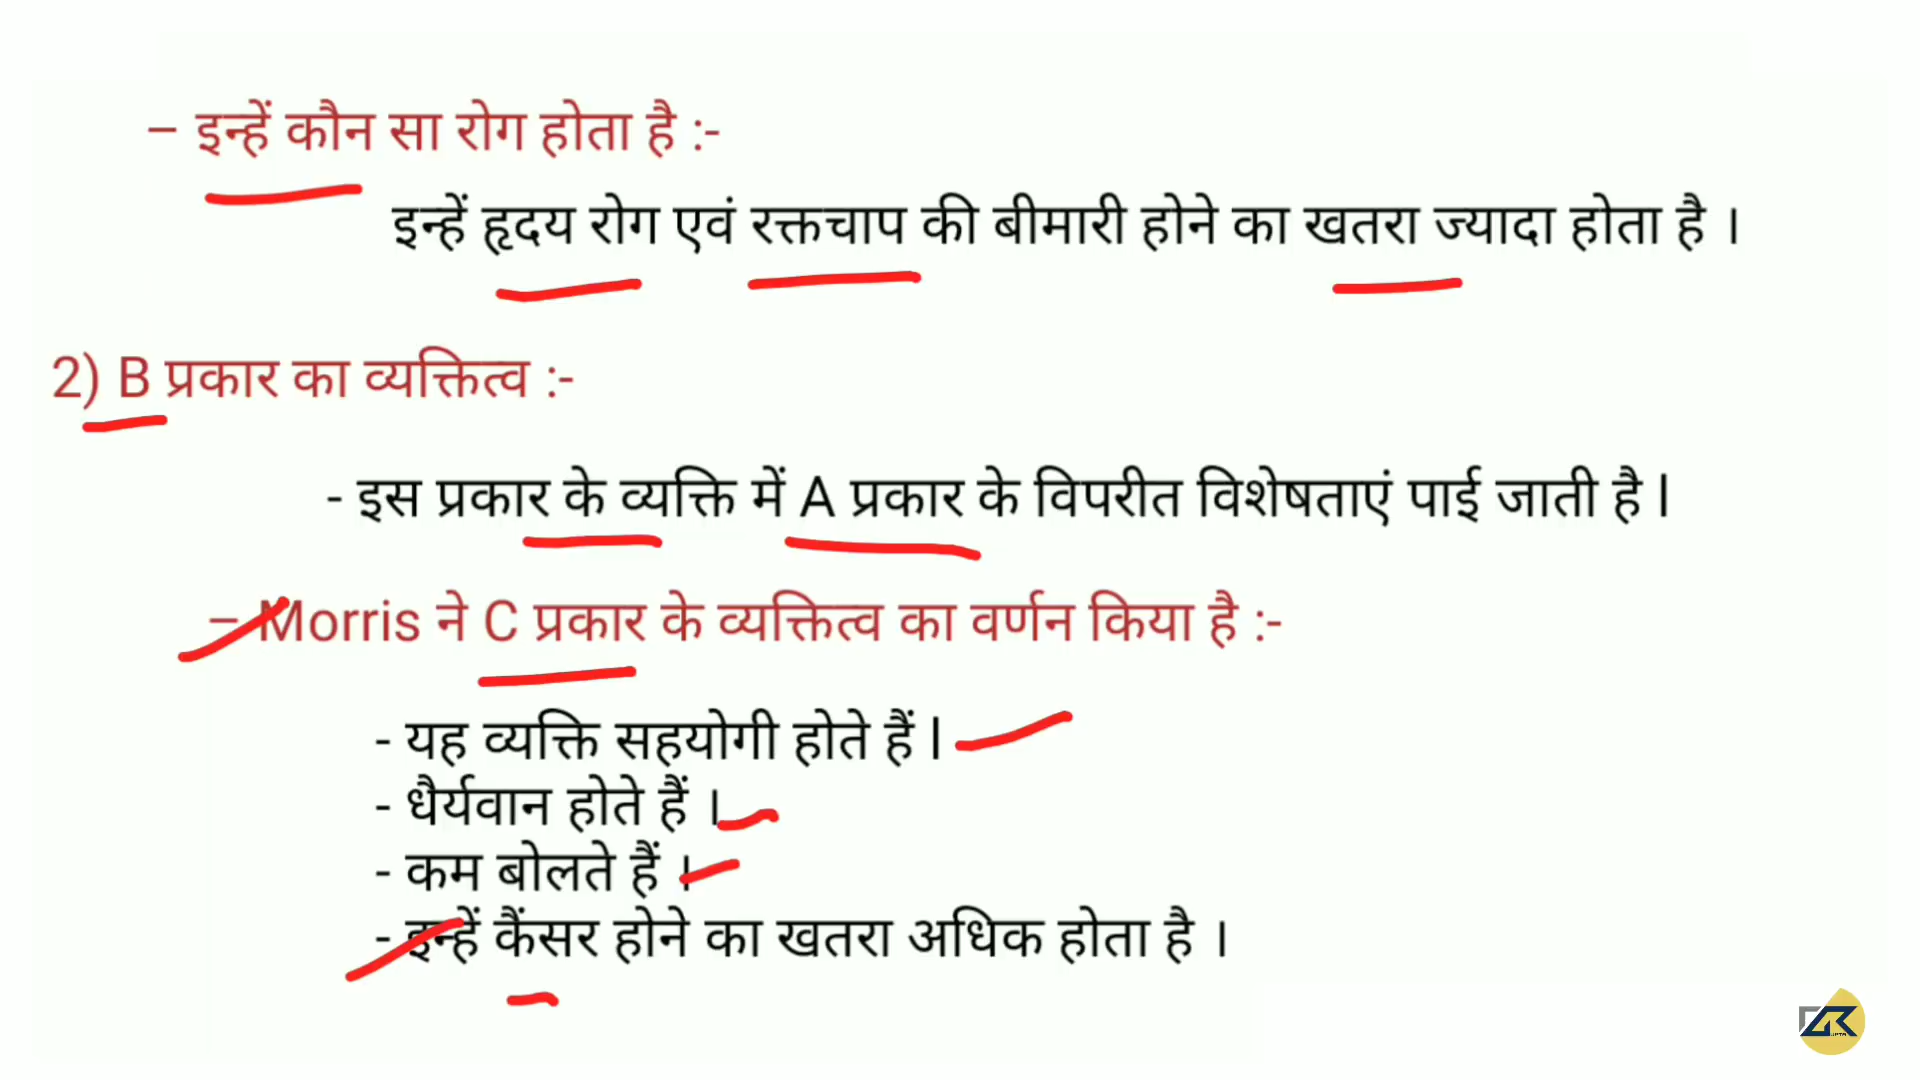 – इन्हें कौन सा रोग होता है :-
इन्हें हृदय रोग एवं रक्तचाप की बीमारी होने का खतरा ज्यादा होता है ।
2) B प्रकार का व्यक्तित्व :-
- इस प्रकार के व्यक्ति में A प्रकार के विपरीत विशेषताएं पाई जाती है l
– Morris ने C प्रकार के व्यक्तित्व का वर्णन किया है :-
- यह व्यक्ति सहयोगी होते हैं l
- धैर्यवान होते हैं ।
- कम बोलते हैं ।
- इन्हें कैंसर होने का खतरा अधिक होता है ।